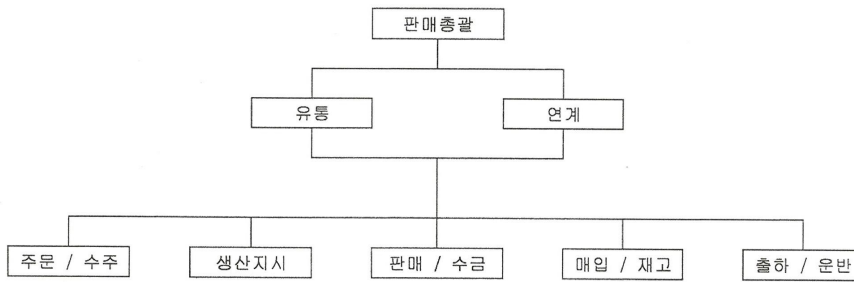 판매총괄
유통
연계
주문 / 수주
생산지시
판매 / 수금
매입 / 재고
출하 / 운반